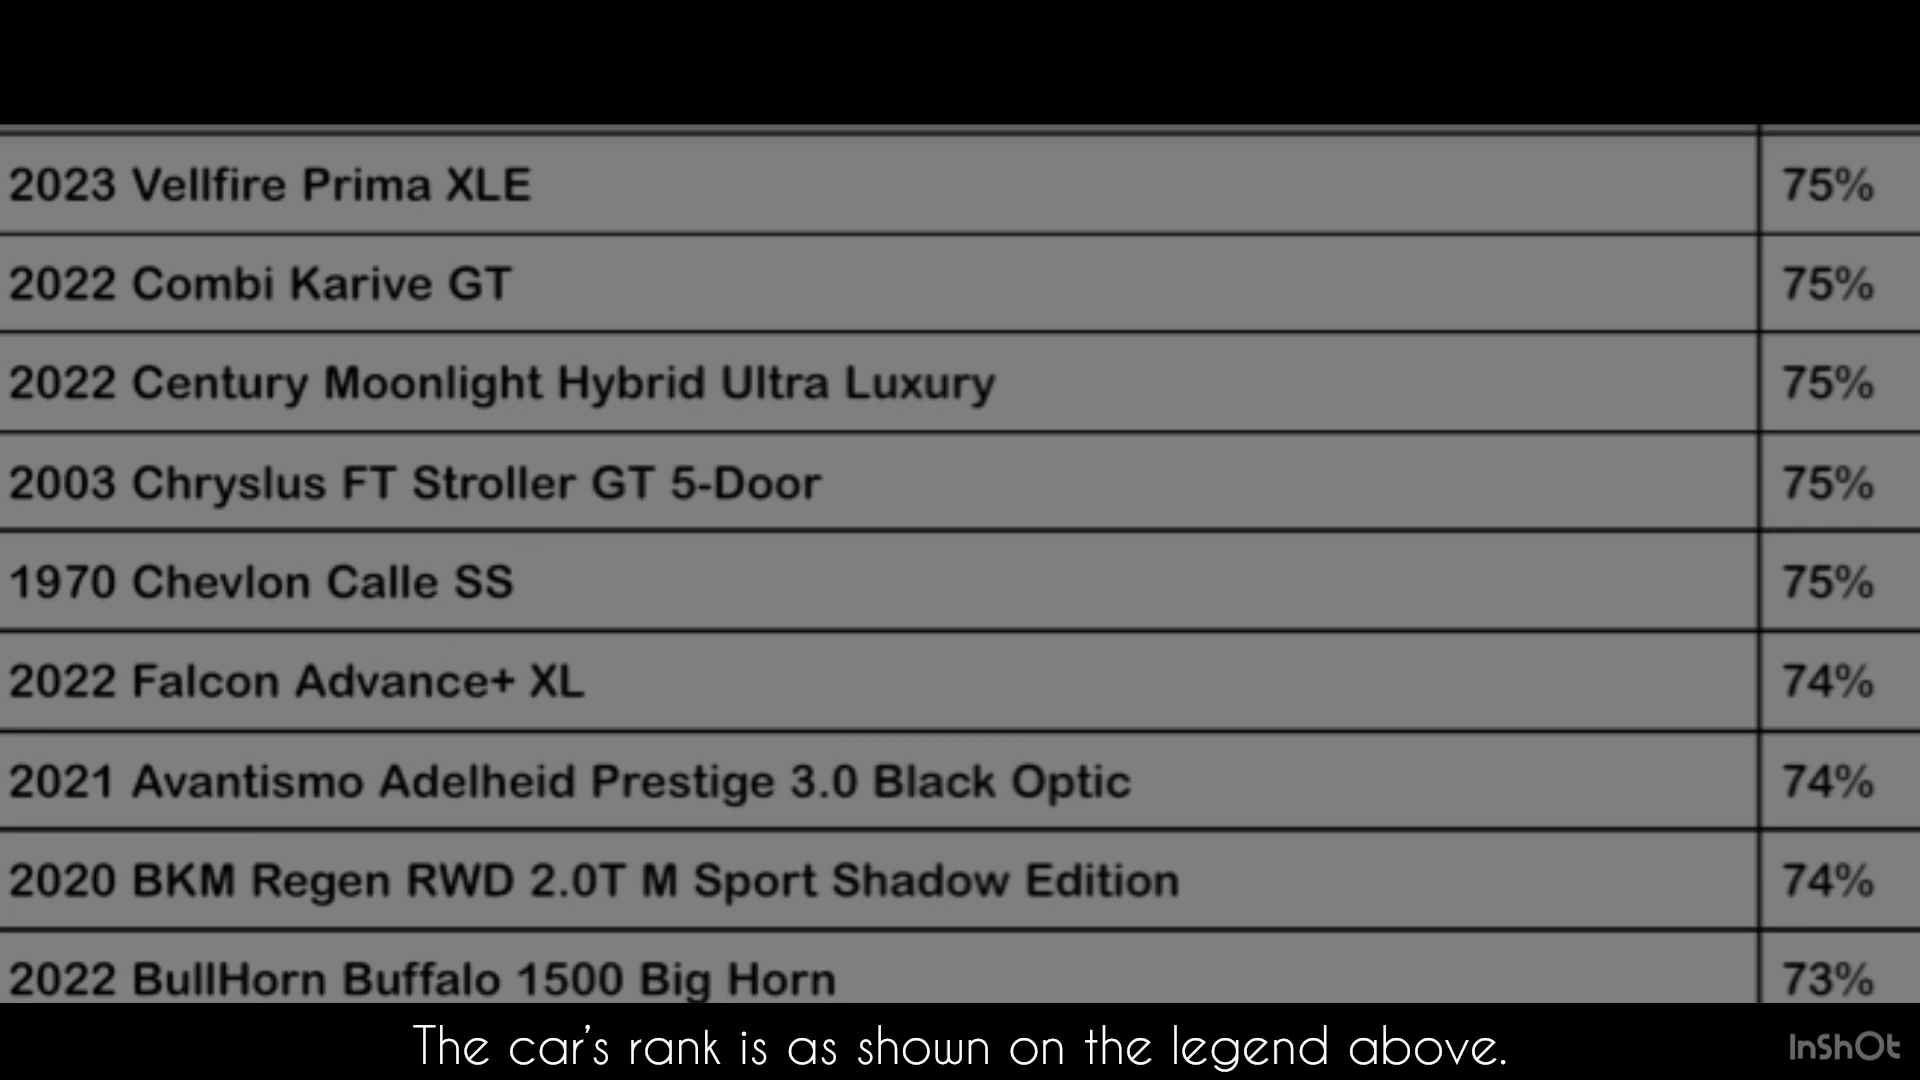 2023 Vellfire Prima XLE 75%
2022 Combi Karive GT 75%
2022 Century Moonlight Hybrid Ultra Luxury 75%
2003 Chryslus FT Stroller GT 5-Door 75%
1970 Chevlon Calle SS 75%
2022 Falcon Advance+ XL 74%
2021 Avantismo Adelheid Prestige 3.0 Black Optic 74%
2020 BKM Regen RWD 2.0T M Sport Shadow Edition 74%
2022 BullHorn Buffalo 1500 Big Horn 73%
The car's rank is as shown on the legend above.
InShOt